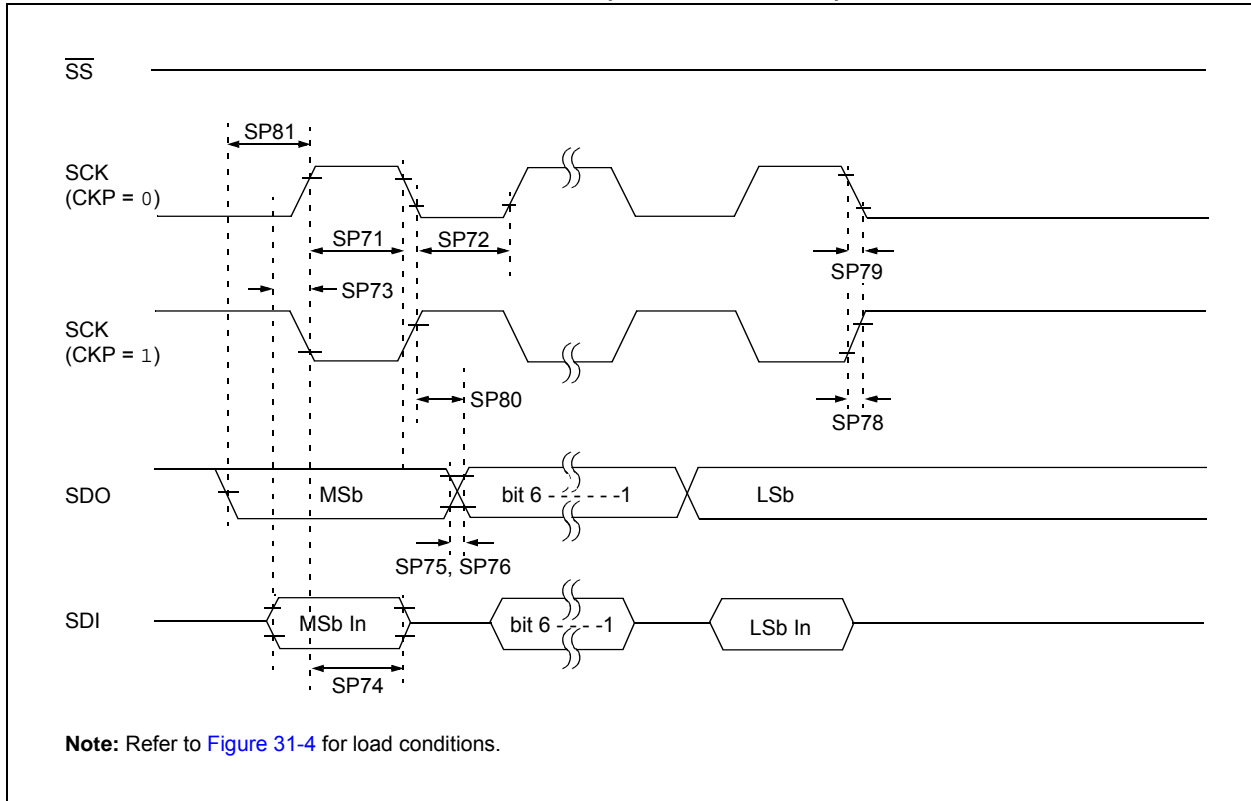 SS
SP81
SCK
(CKP = 0)
SP71
SP72
SP79
SP73
SCK
(CKP = 1)
SP80
SP78
SDO
MSb
bit 6 - - - - - -1
LSb
SP75, SP76
SDI
MSb In
bit 6 - - - -1
LSb In
SP74
Note: Refer to Figure 31-4 for load conditions.